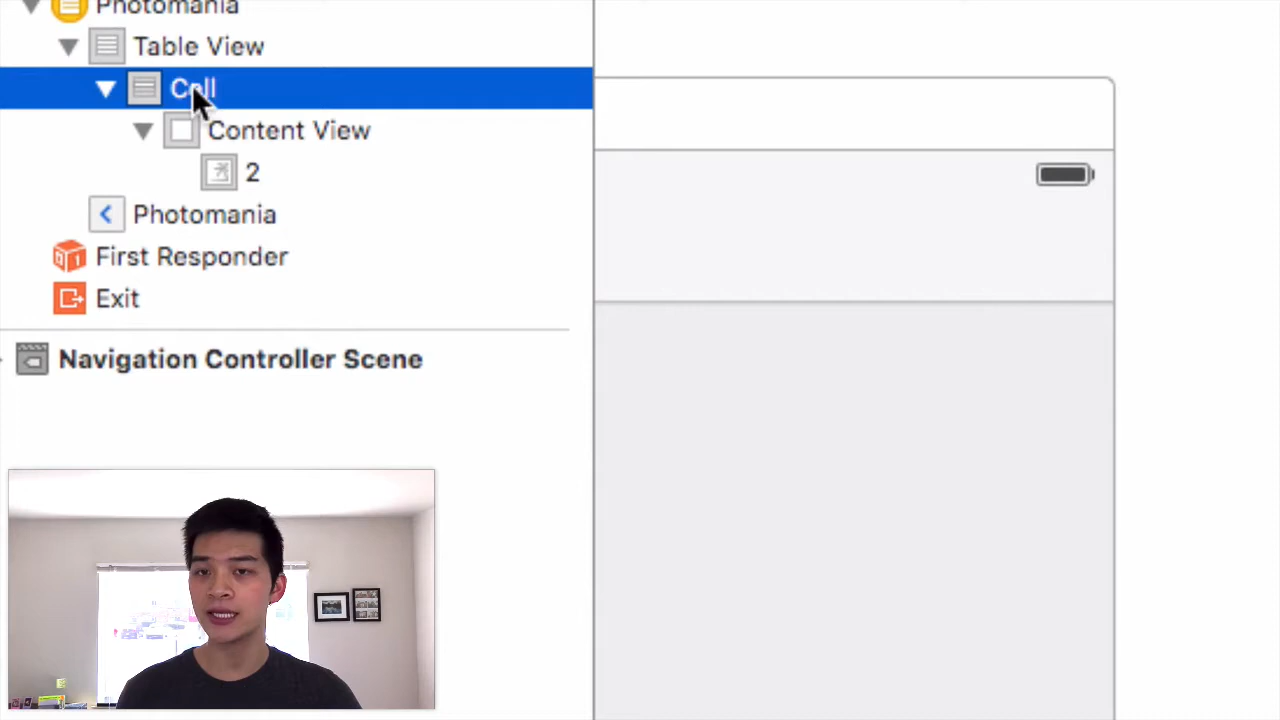 Photomania
Table View
Cell
Content View
2
Photomania
First Responder
Exit
Navigation Controller Scene